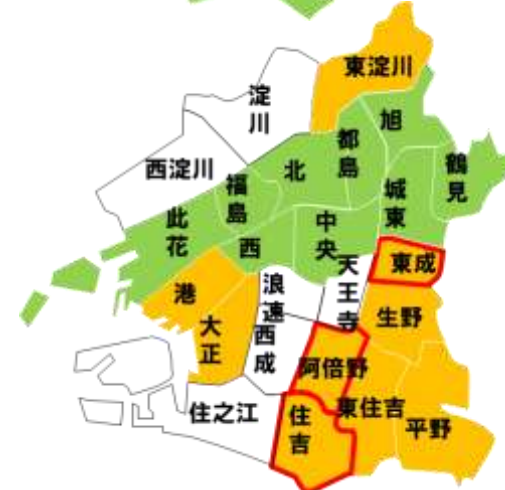 東淀川
淀川
旭
都島
西淀川
北
鶴見
福島
城東
此花
中央
西
天王寺
東成
浪速
港
生野
大正
西成
阿倍野
住之江
住吉
東住吉
平野